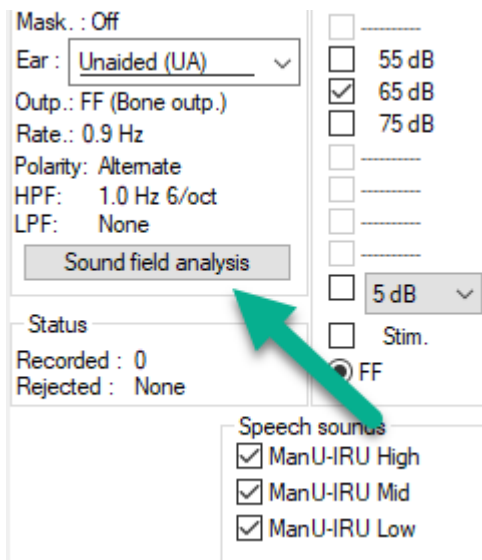 Mask. : Off
Ear : Unaided (UA)
Outp.: FF (Bone outp.)
Rate.: 0.9 Hz
Polarity: Alternate
HPF: 1.0 Hz 6/oct
LPF: None
Sound field analysis
Status
Recorded : 0
Rejected : None
----------
55 dB
65 dB
75 dB
----------
----------
----------
----------
5 dB
Stim.
FF
Speech sounds
ManU-IRU High
ManU-IRU Mid
ManU-IRU Low